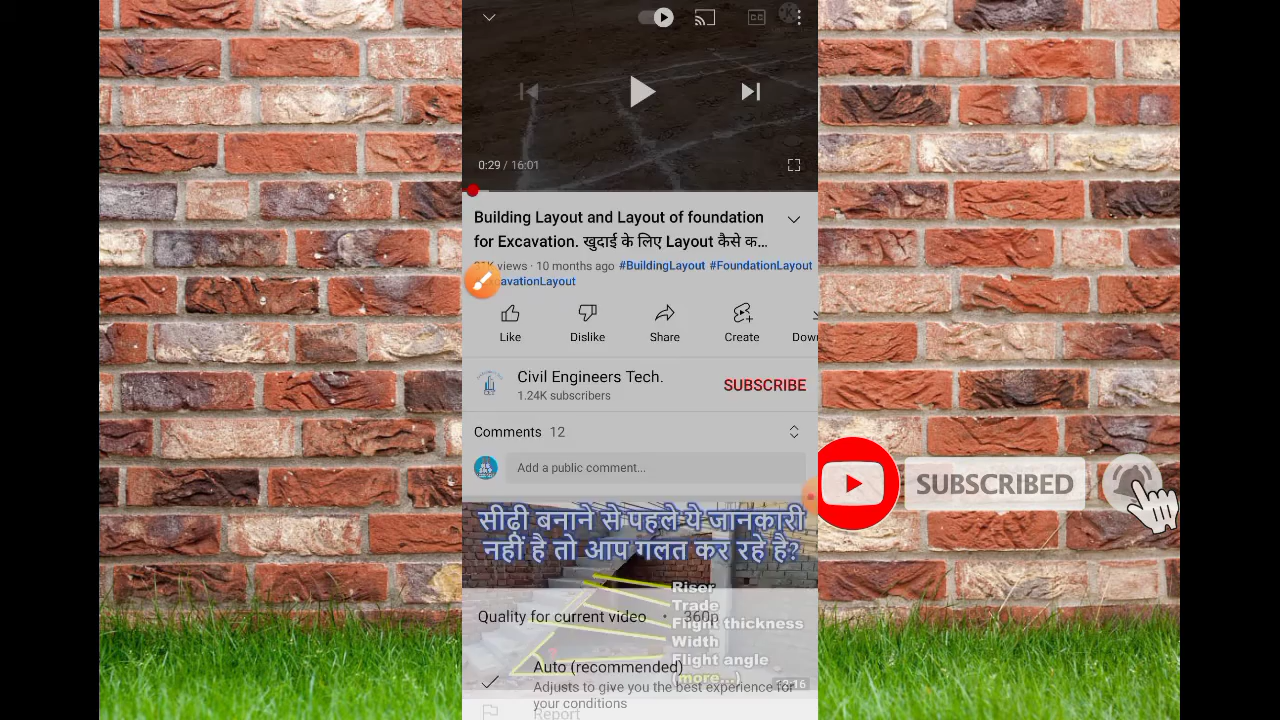 0:29 / 16:01
Building Layout and Layout of foundation
for Excavation. खुदाई के लिए Layout कैसे क...
views · 10 months ago #BuildingLayout #FoundationLayout
Like
Dislike
Share
Create
Civil Engineers Tech.
1.24K subscribers
SUBSCRIBE
Comments 12
Add a public comment...
SUBSCRIBED
सीढ़ी बनाने से पहले ये जानकारी
नहीं है तो आप गलत कर रहे है?
Riser
Trade
Flight thickness
Width
Flight angle
(more...)
Quality for current video · 360p
Auto (recommended)
Adjusts to give you the best experience for
your conditions
Report